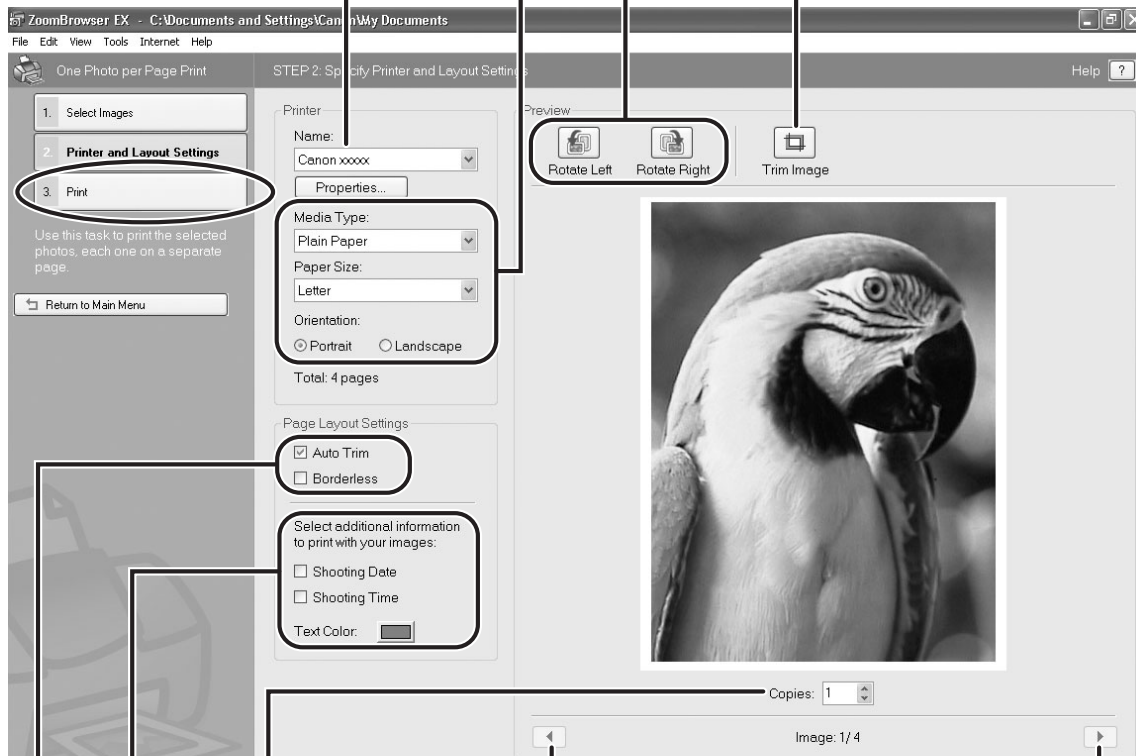 ZoomBrowser EX - C:\Documents and Settings\Canon\My Documents
File Edit View Tools Internet Help
One Photo per Page Print
STEP 2: Specify Printer and Layout Settings
Help ?
1. Select Images
2. Printer and Layout Settings
3. Print
Use this task to print the selected
photos, each one on a separate
page.
Return to Main Menu
Printer
Name:
Canon xxxxx
Properties...
Media Type:
Plain Paper
Paper Size:
Letter
Orientation:
Portrait Landscape
Total: 4 pages
Page Layout Settings
Auto Trim
Borderless
Select additional information
to print with your images:
Shooting Date
Shooting Time
Text Color:
Preview
Rotate Left Rotate Right Trim Image
Copies: 1
Image: 1/4